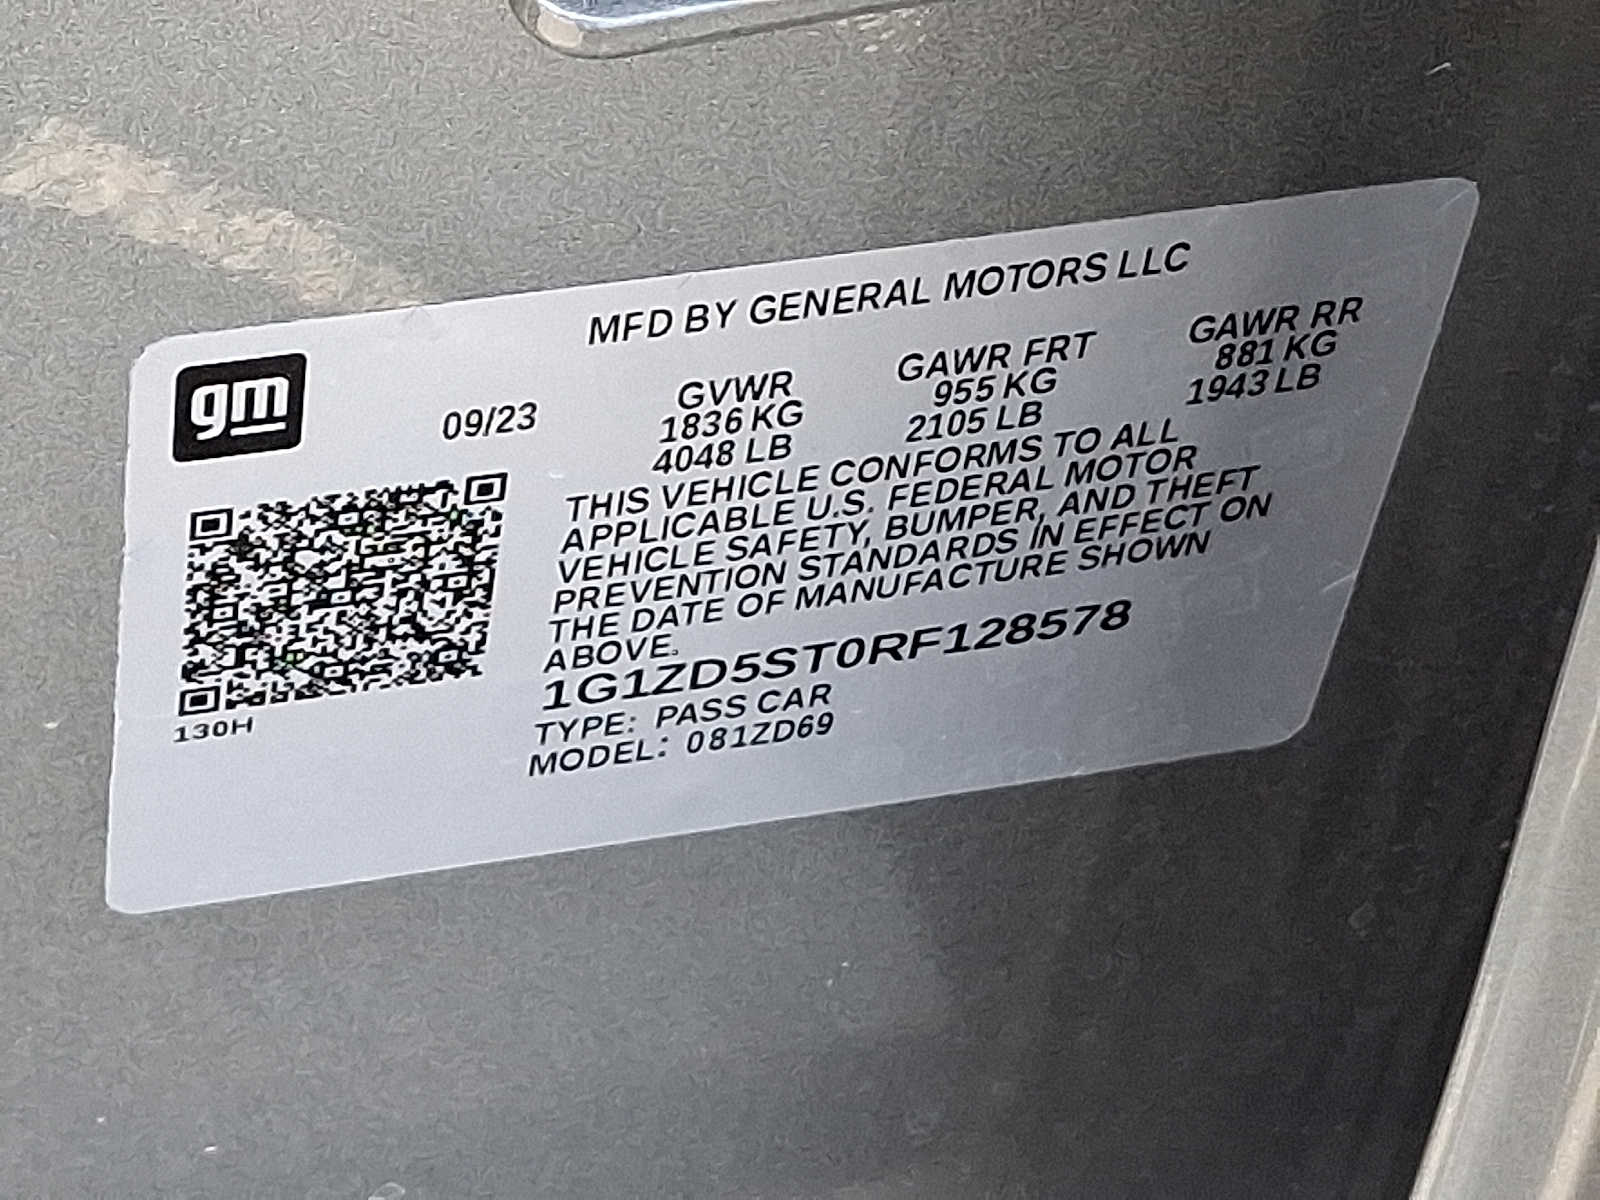 MFD BY GENERAL MOTORS LLC
gm
09/23
GVWR
1836 KG
4048 LB
GAWR FRT
955 KG
2105 LB
GAWR RR
881 KG
1943 LB
THIS VEHICLE CONFORMS TO ALL
APPLICABLE U.S. FEDERAL MOTOR
VEHICLE SAFETY, BUMPER, AND THEFT
PREVENTION STANDARDS IN EFFECT ON
THE DATE OF MANUFACTURE SHOWN
ABOVE.
1G1ZD5ST0RF128578
TYPE: PASS CAR
MODEL: 081ZD69
130H